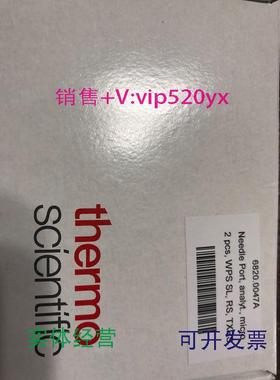 销售+V:vip520yx
thermo
scientific
6820.0047A
Needle Port, analyt., micro,
2 pcs, WPS SL, RS, TX
实体经营
可开发票